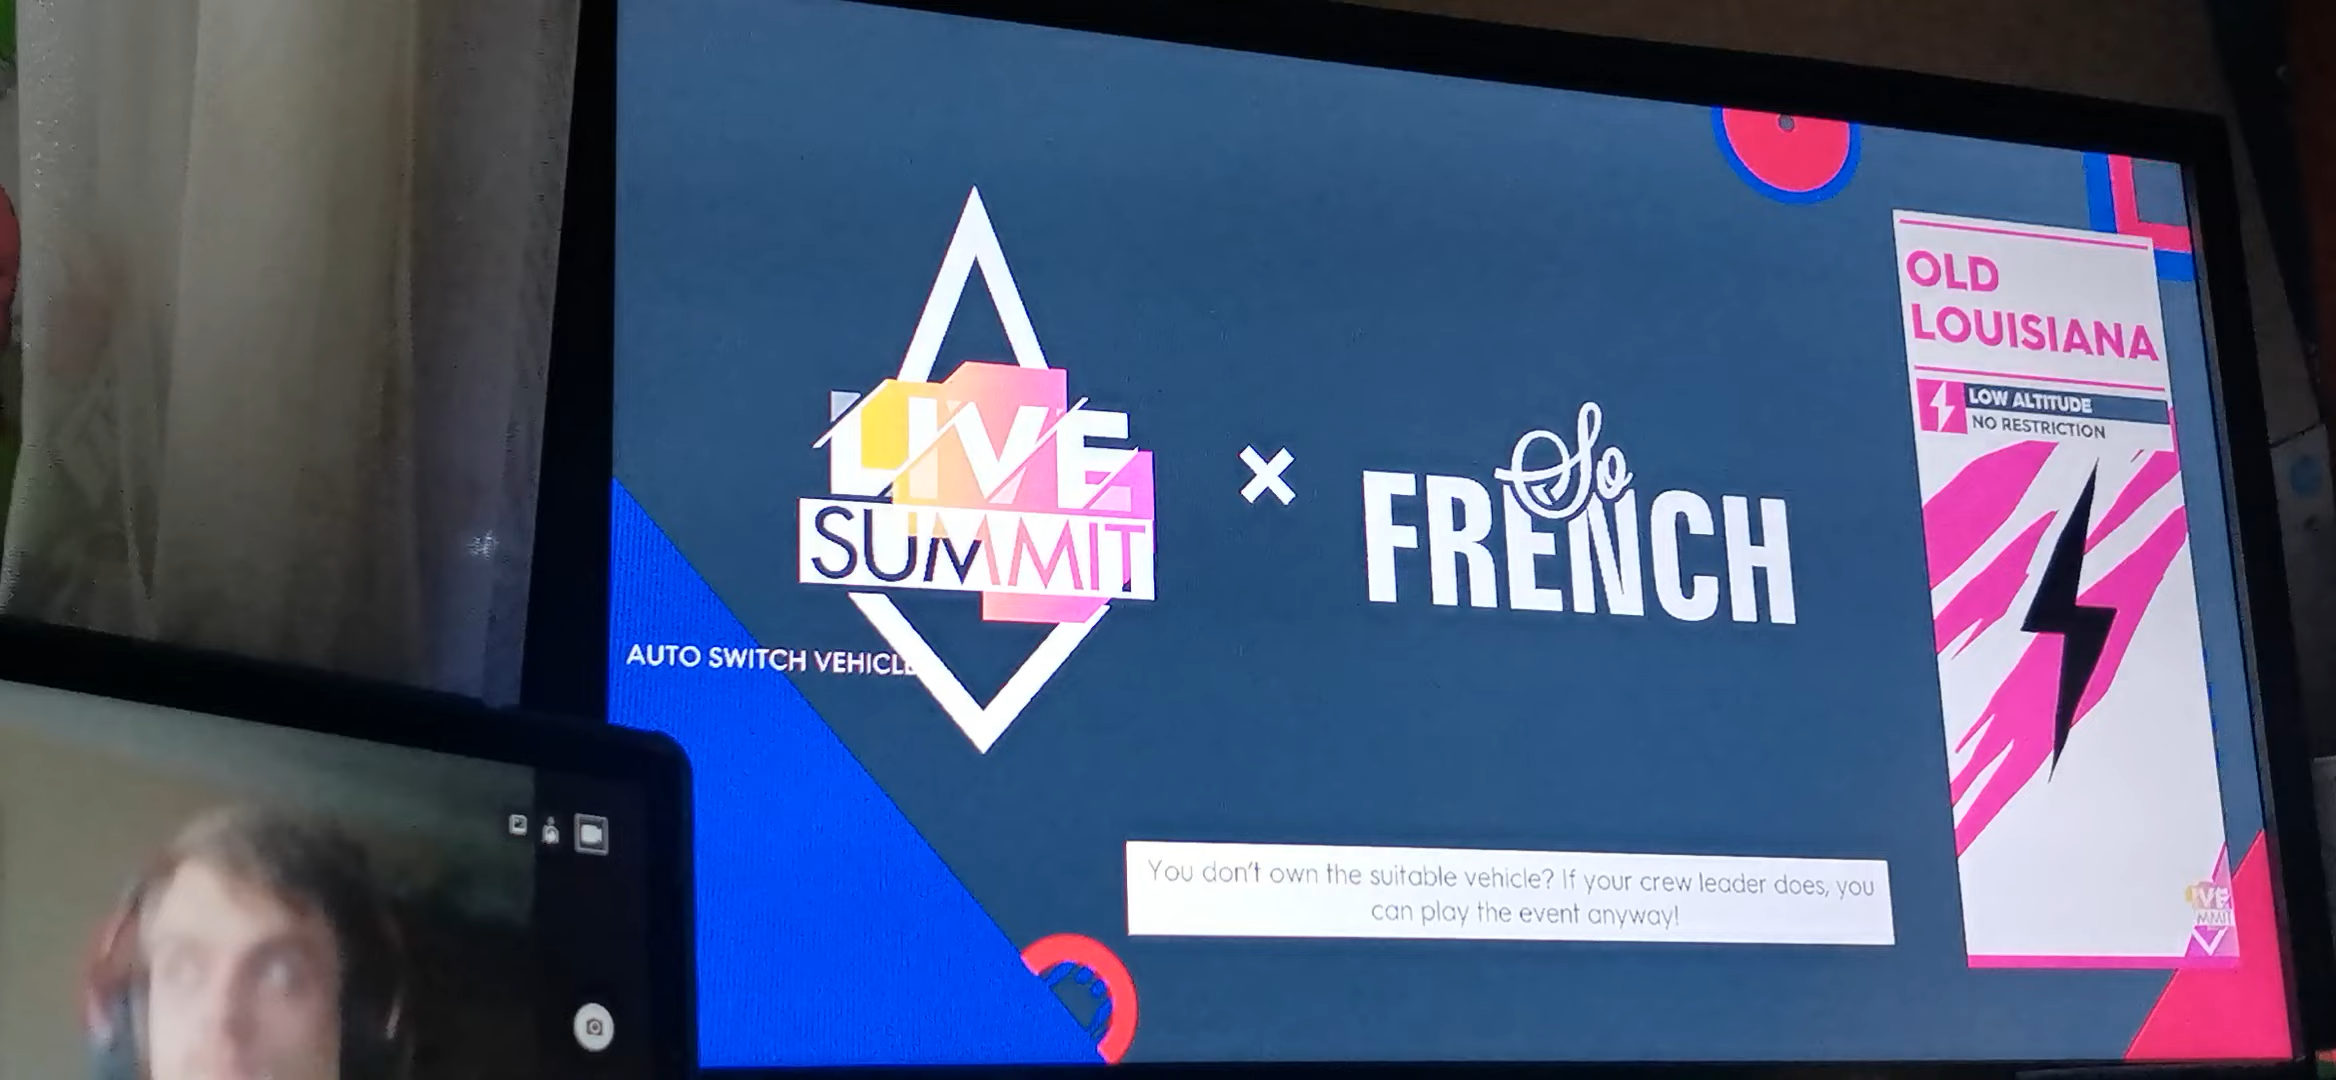 LIVE
SUMMIT
×
So
FRENCH
AUTO SWITCH VEHICLE
OLD
LOUISIANA
LOW ALTITUDE
NO RESTRICTION
You don't own the suitable vehicle? If your crew leader does, you
can play the event anyway!